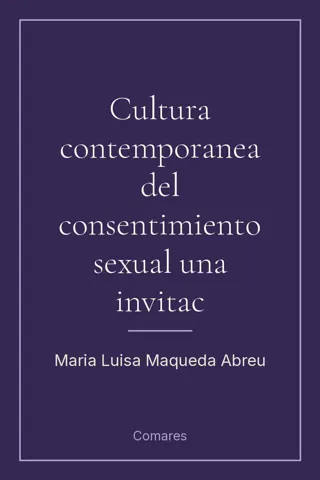 Cultura
contemporanea
del
consentimiento
sexual una
invitac
Maria Luisa Maqueda Abreu
Comares